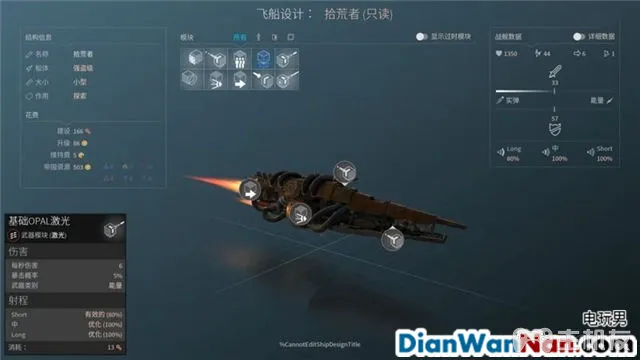 飞船设计： 拾荒者 (只读)
结构信息
名称 拾荒者
船体 强盗级
大小 小型
作用 探索
花费
建设 166
升级 86
维持费 5
帝国资源 503
模块 所有
显示过时模块
战舰数据 详细数据
1350 44 6 1
33
实弹 能量
57
Long 中 Short
80% 100% 100%
基础OPAL激光
武器模块 (激光)
伤害
每秒伤害 6
暴击概率 5%
武器类别 能量
射程
Short 有效的 (80%)
中 优化 (100%)
Long 优化 (100%)
消耗： 13
%CannotEditShipDesignTitle
电玩男
DianWanNan.com